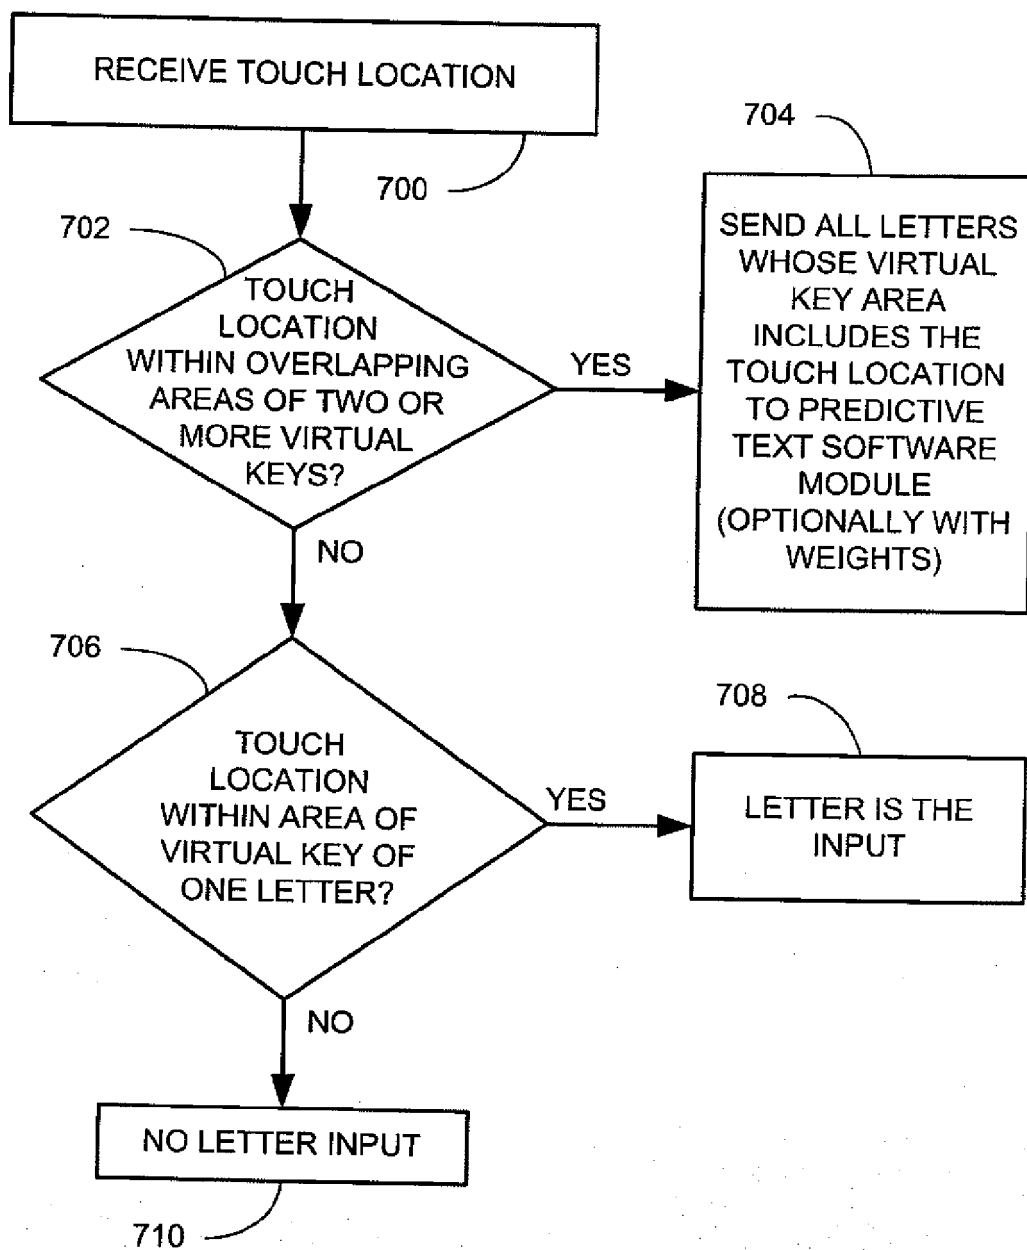 RECEIVE TOUCH LOCATION
700
702
TOUCH
LOCATION
WITHIN OVERLAPPING
AREAS OF TWO OR
MORE VIRTUAL
KEYS?
YES
704
SEND ALL LETTERS
WHOSE VIRTUAL
KEY AREA
INCLUDES THE
TOUCH LOCATION
TO PREDICTIVE
TEXT SOFTWARE
MODULE
(OPTIONALLY WITH
WEIGHTS)
NO
706
TOUCH
LOCATION
WITHIN AREA OF
VIRTUAL KEY OF
ONE LETTER?
YES
708
LETTER IS THE
INPUT
NO
NO LETTER INPUT
710